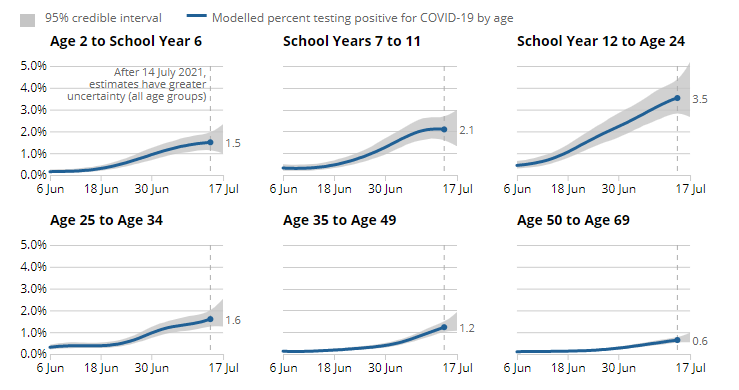 95% credible interval Modelled percent testing positive for COVID-19 by age
Age 2 to School Year 6 School Years 7 to 11 School Year 12 to Age 24
5.0%
After 14 July 2021,
4.0% estimates have greater
uncertainty (all age groups)
3.0%
3.5
2.0%
2.1
1.5
1.0%
0.0%
6 Jun 18 Jun 30 Jun 17 Jul 6 Jun 18 Jun 30 Jun 17 Jul 6 Jun 18 Jun 30 Jun 17 Jul
Age 25 to Age 34 Age 35 to Age 49 Age 50 to Age 69
5.0%
4.0%
3.0%
2.0%
1.6
1.2
1.0%
0.6
0.0%
6 Jun 18 Jun 30 Jun 17 Jul 6 Jun 18 Jun 30 Jun 17 Jul 6 Jun 18 Jun 30 Jun 17 Jul